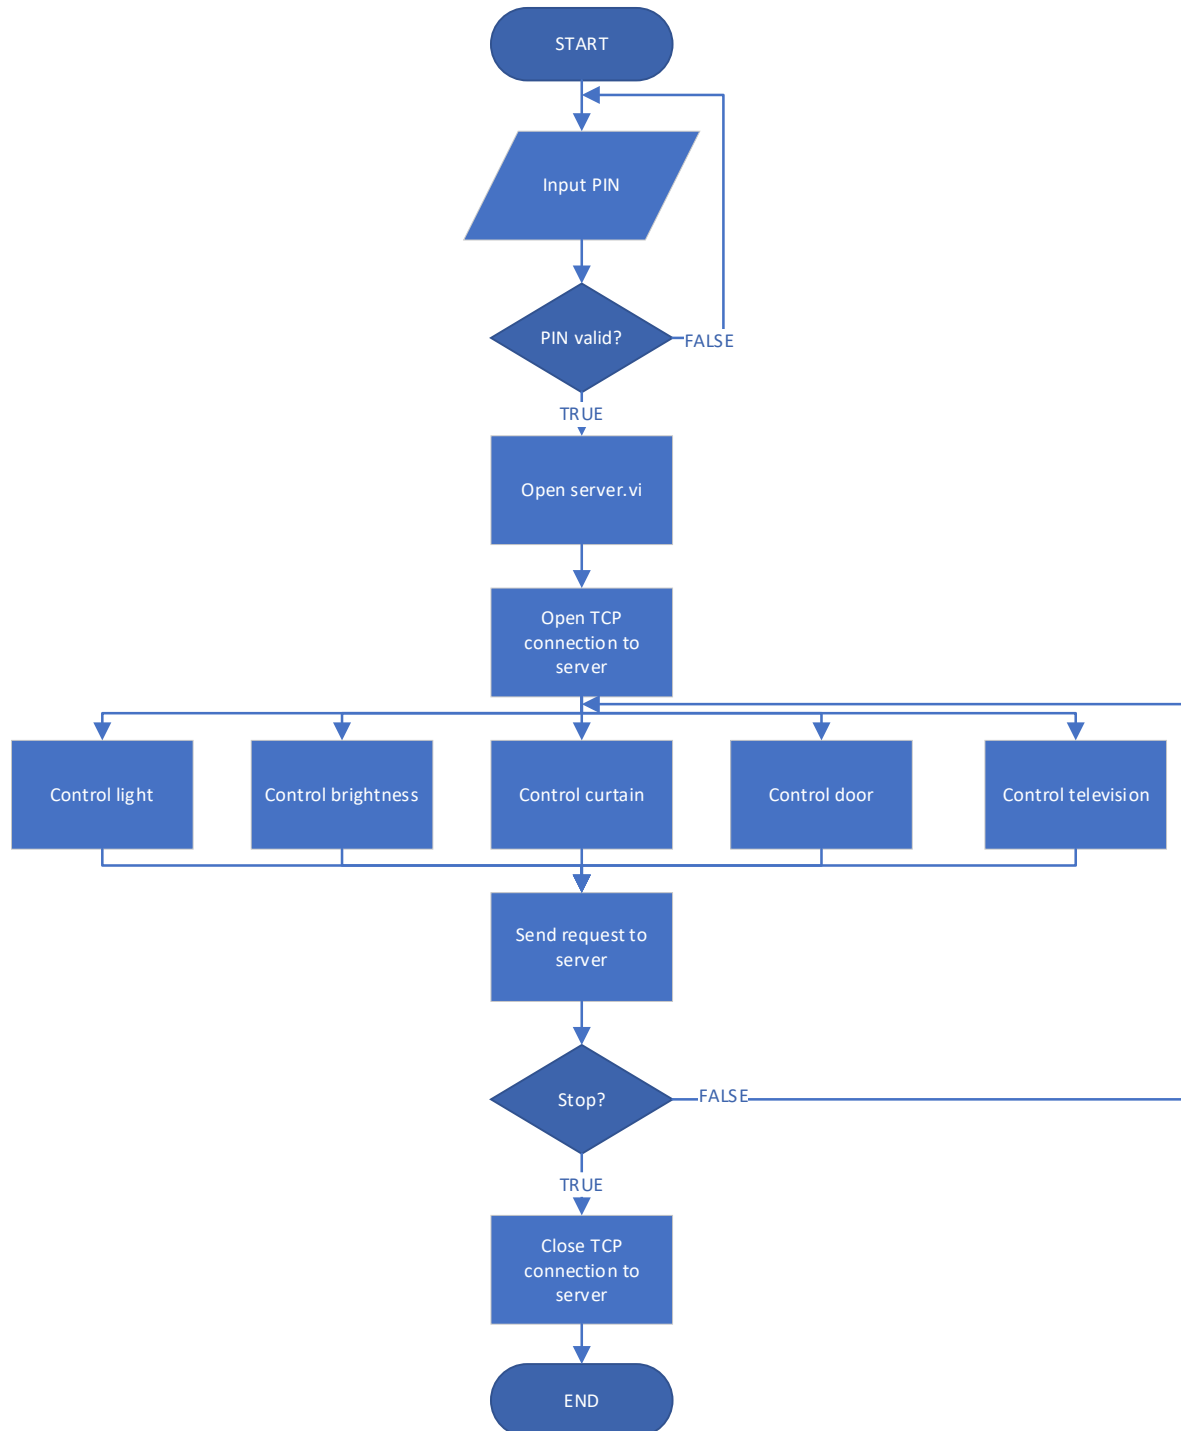 START
Input PIN
PIN valid?
FALSE
TRUE
Open server.vi
Open TCP
connection to
server
Control light
Control brightness
Control curtain
Control door
Control television
Send request to
server
Stop?
FALSE
TRUE
Close TCP
connection to
server
END